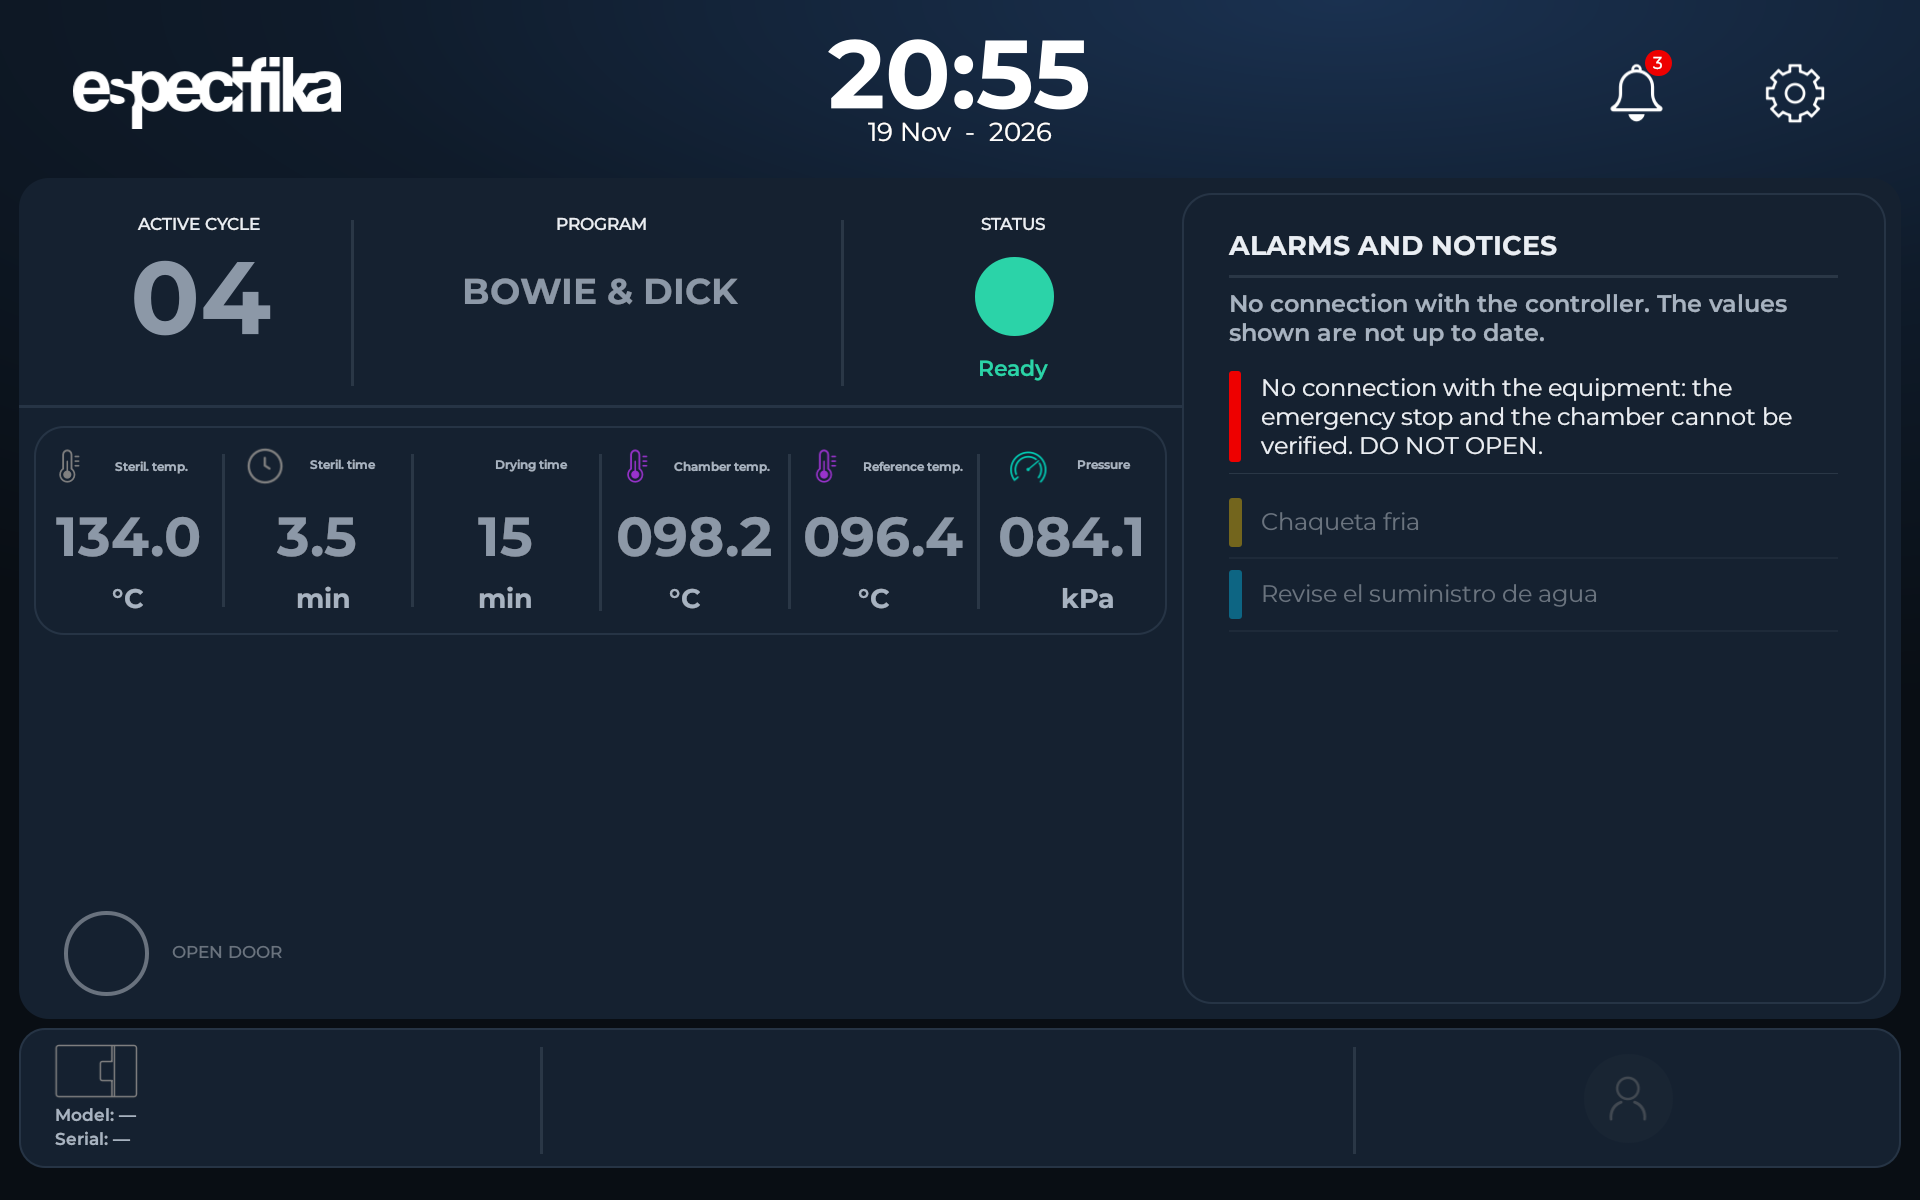 especifika
20:55
19 Nov - 2026
3
ACTIVE CYCLE
04
PROGRAM
BOWIE & DICK
STATUS
Ready
Steril. temp.
134.0
°C
Steril. time
3.5
min
Drying time
15
min
Chamber temp.
098.2
°C
Reference temp.
096.4
°C
Pressure
084.1
kPa
OPEN DOOR
ALARMS AND NOTICES
No connection with the controller. The values
shown are not up to date.
No connection with the equipment: the
emergency stop and the chamber cannot be
verified. DO NOT OPEN.
Chaqueta fria
Revise el suministro de agua
Model: —
Serial: —